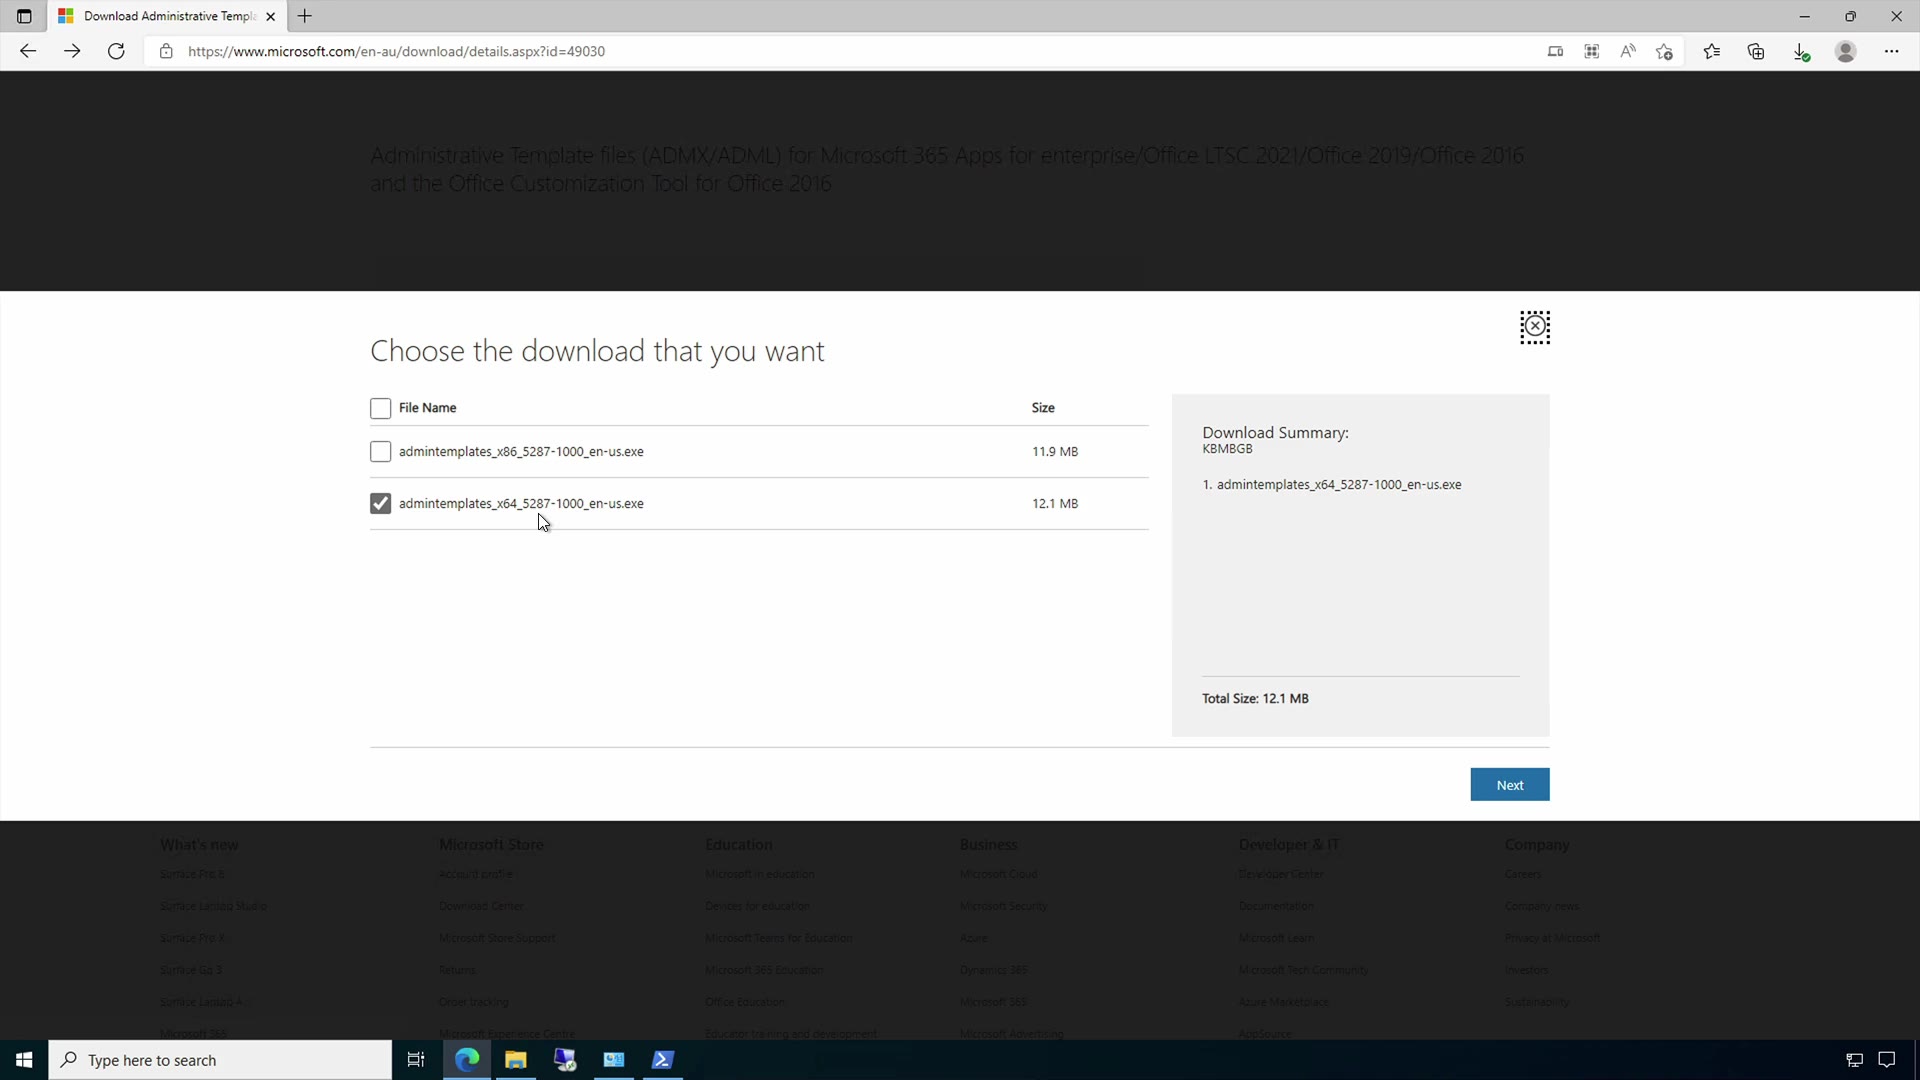 Download Administrative Templa
https://www.microsoft.com/en-au/download/details.aspx?id=49030
Administrative Template files (ADMX/ADML) for Microsoft 365 Apps for enterprise/Office LTSC 2021/Office 2019/Office 2016
and the Office Customization Tool for Office 2016
Choose the download that you want
File Name
Size
admintemplates_x86_5287-1000_en-us.exe
11.9 MB
admintemplates_x64_5287-1000_en-us.exe
12.1 MB
Download Summary:
KBMBGB
1. admintemplates_x64_5287-1000_en-us.exe
Total Size: 12.1 MB
Next
What's new
Microsoft Store
Education
Business
Developer & IT
Company
Surface Pro 8
Account profile
Microsoft in education
Microsoft Cloud
Developer Center
Careers
Surface Laptop Studio
Download Center
Devices for education
Microsoft Security
Documentation
Company news
Surface Pro X
Microsoft Store Support
Microsoft Teams for Education
Azure
Microsoft Learn
Privacy at Microsoft
Surface Go 3
Returns
Microsoft 365 Education
Dynamics 365
Microsoft Tech Community
Investors
Surface Laptop 4
Order tracking
Office Education
Microsoft 365
Azure Marketplace
Sustainability
Microsoft 365
Microsoft Experience Centre
Educator training and development
Microsoft Advertising
AppSource
Type here to search